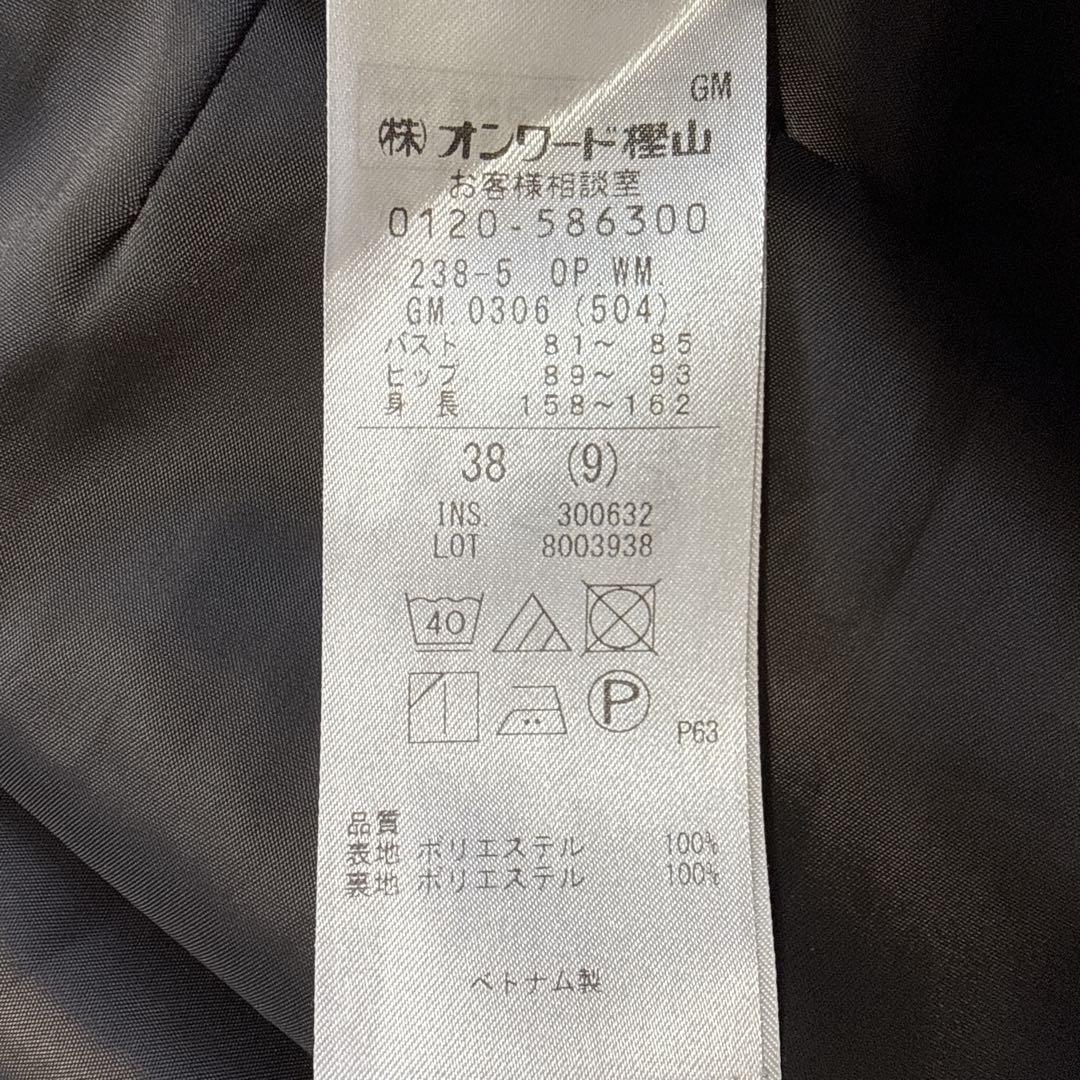 GM
(株)オンワード樫山
お客様相談室
0120-586300
238-5 OP.WM.
GM.0306 (504)
バスト 81～ 85
ヒップ 89～ 93
身 長 158～162
38 (9)
INS. 300632
LOT 8003938
40
P
P63
品質
表地 ポリエステル 100%
裏地 ポリエステル 100%
ベトナム製